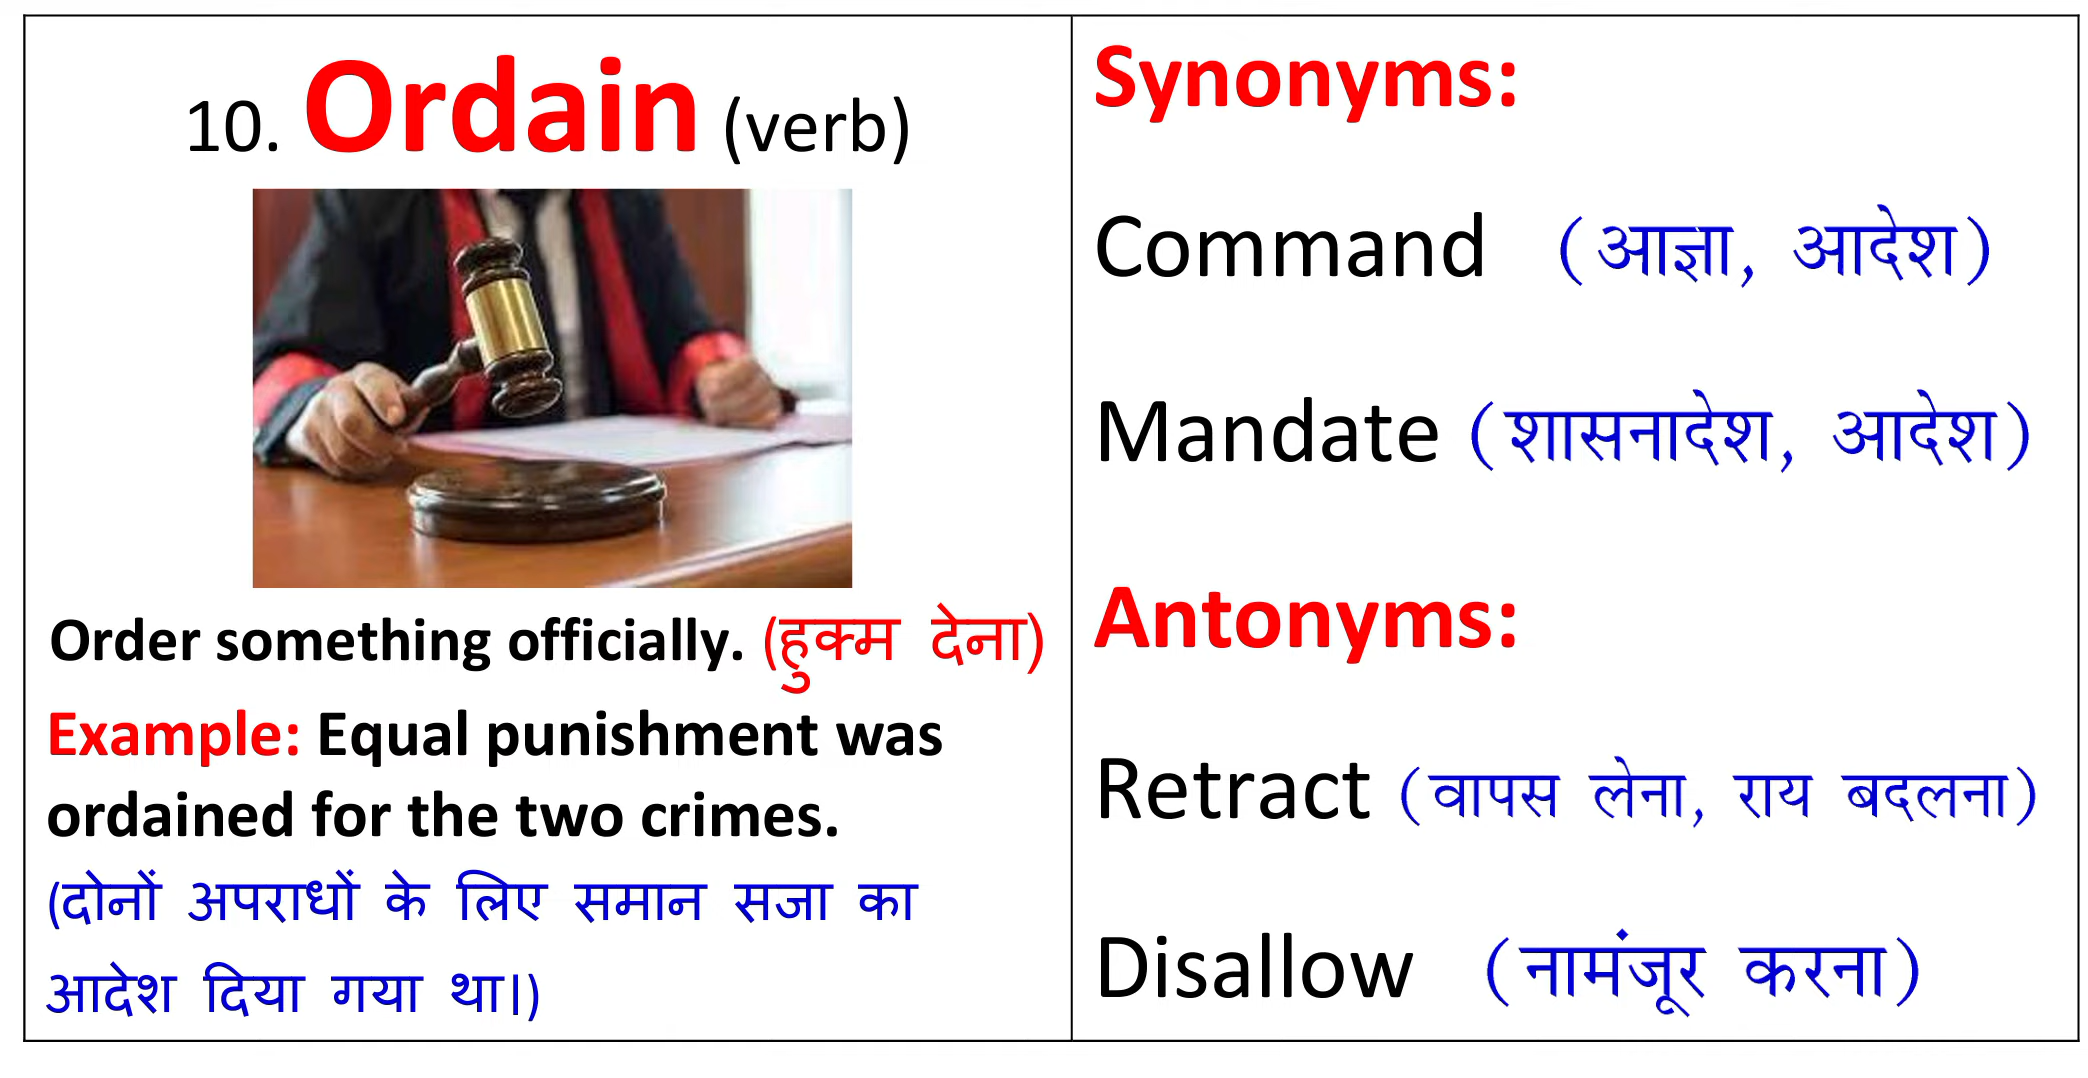 10. Ordain (verb)
Order something officially. (हुक्म देना)
Example: Equal punishment was
ordained for the two crimes.
(दोनों अपराधों के लिए समान सजा का
आदेश दिया गया था।)
Synonyms:
Command (आज्ञा, आदेश)
Mandate (शासनादेश, आदेश)
Antonyms:
Retract (वापस लेना, राय बदलना)
Disallow (नामंजूर करना)